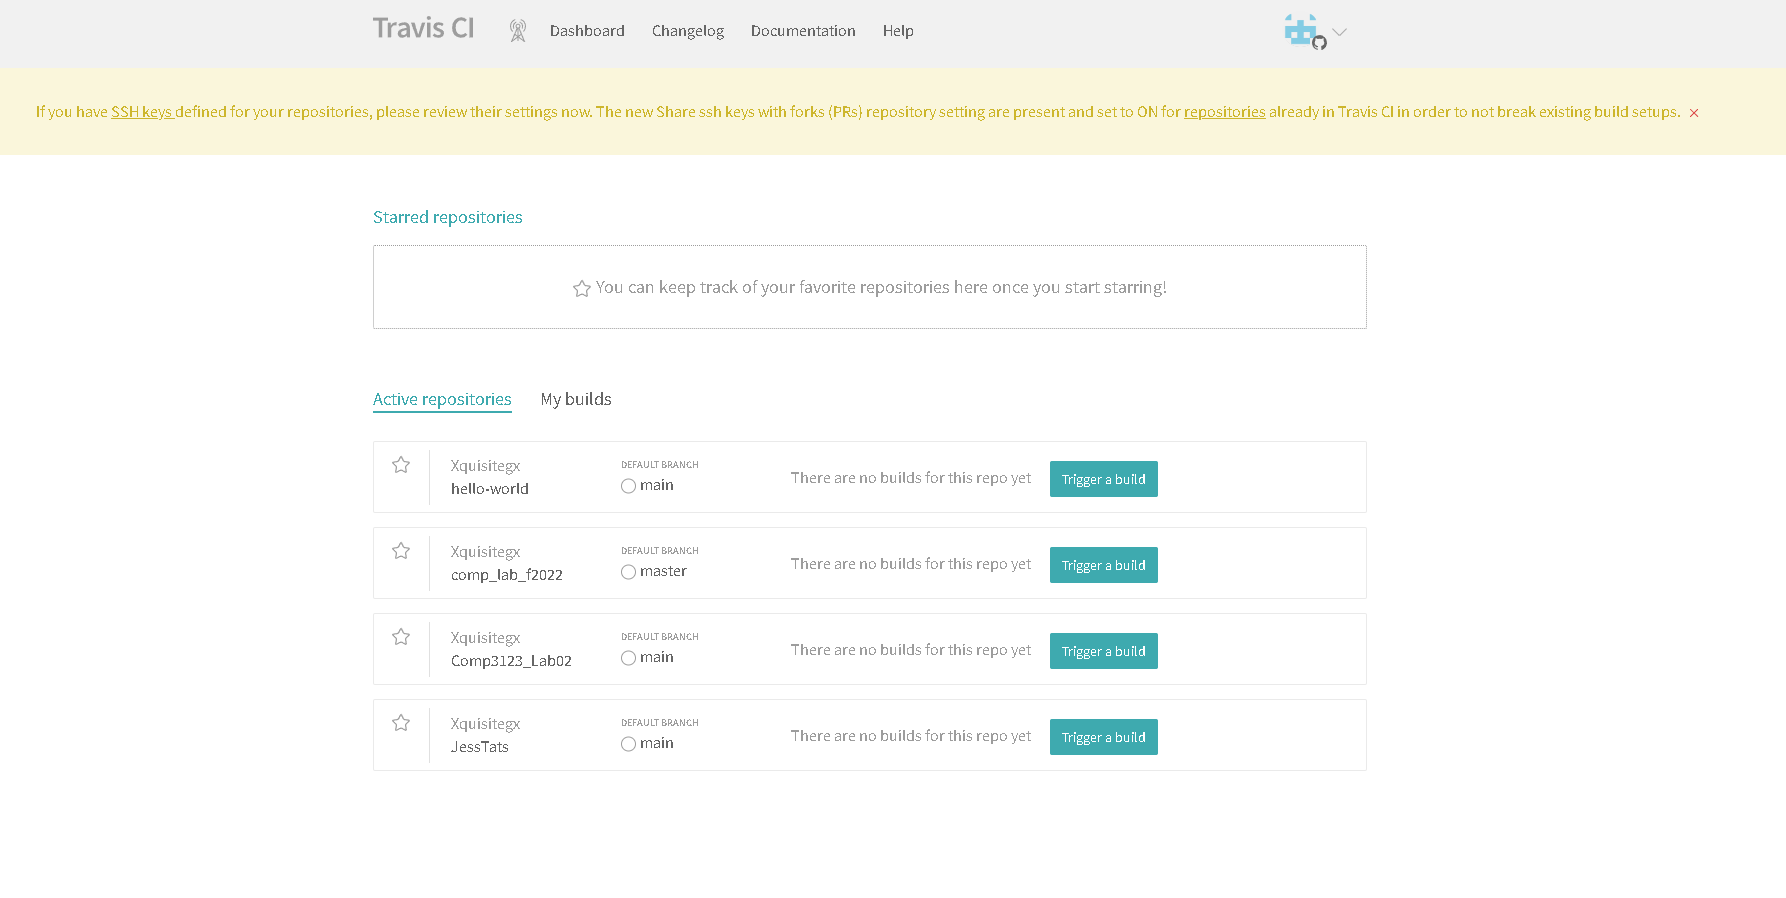 Travis CI
Dashboard Changelog Documentation Help
If you have SSH keys defined for your repositories, please review their settings now. The new Share ssh keys with forks (PRs) repository setting are present and set to ON for repositories already in Travis CI in order to not break existing build setups. ×
Starred repositories
You can keep track of your favorite repositories here once you start starring!
Active repositories My builds
Xquisitegx
hello-world
DEFAULT BRANCH
main
There are no builds for this repo yet
Trigger a build
Xquisitegx
comp_lab_f2022
DEFAULT BRANCH
master
There are no builds for this repo yet
Trigger a build
Xquisitegx
Comp3123_Lab02
DEFAULT BRANCH
main
There are no builds for this repo yet
Trigger a build
Xquisitegx
JessTats
DEFAULT BRANCH
main
There are no builds for this repo yet
Trigger a build